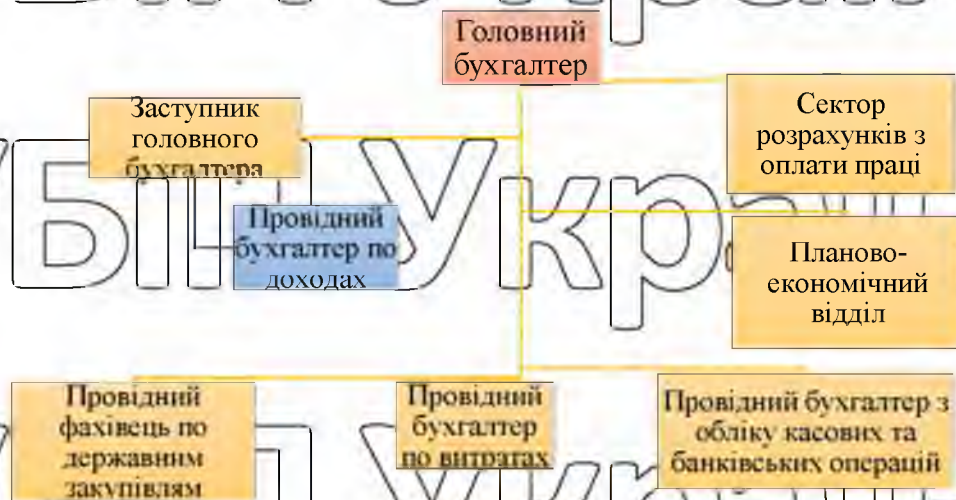 Головний
бухгалтер
Заступник
головного
бухгалтера
Сектор
розрахунків з
оплати праці
Провідний
бухгалтер по
доходах
Планово-
економічний
відділ
Провідний
фахівець по
державним
закупівлям
Провідний
бухгалтер
по витратах
Провідний бухгалтер з
обліку касових та
банківських операцій